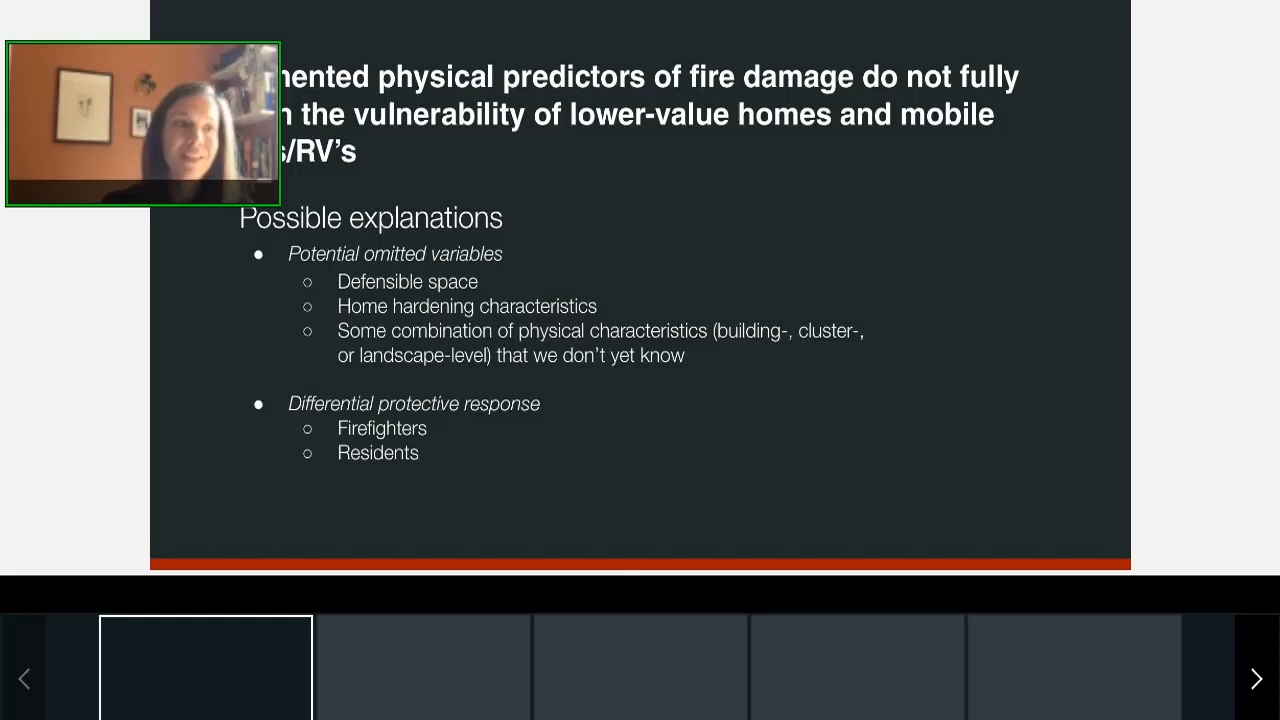 physical predictors of fire damage do not fully
the vulnerability of lower-value homes and mobile
/RV’s
Possible explanations
● Potential omitted variables
○ Defensible space
○ Home hardening characteristics
○ Some combination of physical characteristics (building-, cluster-,
or landscape-level) that we don’t yet know
● Differential protective response
○ Firefighters
○ Residents